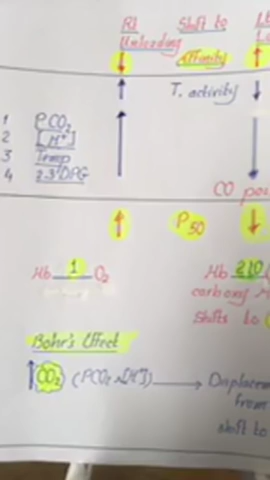 Rt Shift to
Unloading
Affinity
T. activity
1 PCO2
2 [H+]
3 Temp
4 2,3 DPG
CO poi
P50
Hb 1 O2
Hb 210
carboxy H
Shifts to
Bohr's Effect
CO2 (PCO2, [H+]) → Displacem
from
shift to